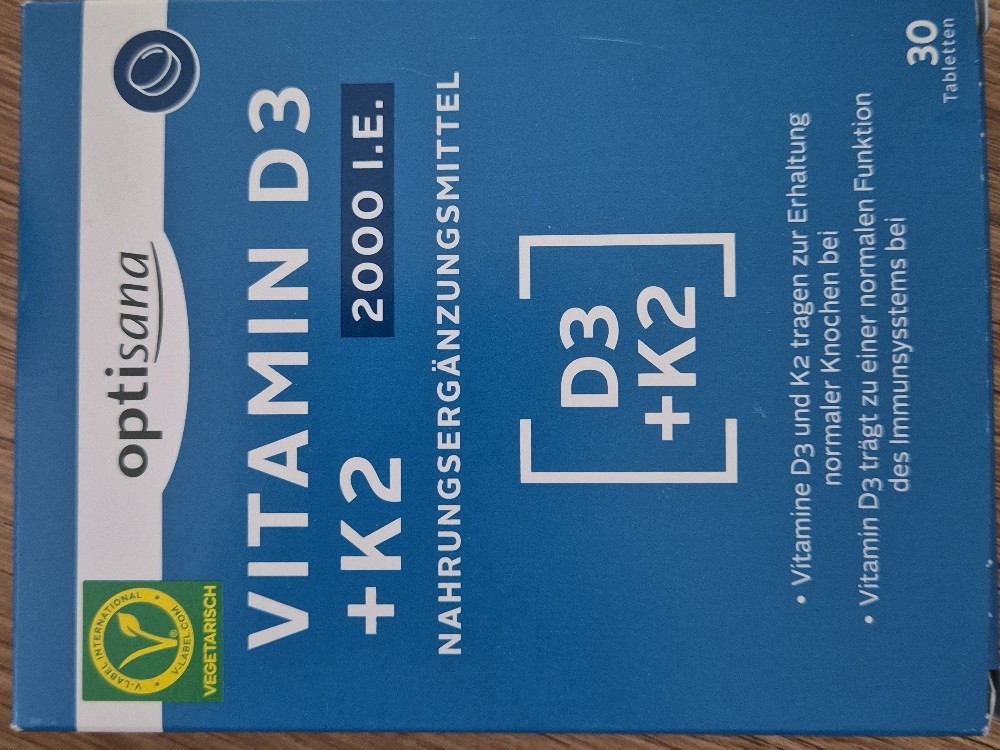 optisana
V-LABEL INTERNATIONAL
V-LABEL.COM
VEGETARISCH
VITAMIN D3
+K2 2000 I.E.
NAHRUNGSERGÄNZUNGSMITTEL
D3
+K2
• Vitamine D3 und K2 tragen zur Erhaltung
normaler Knochen bei
• Vitamin D3 trägt zu einer normalen Funktion
des Immunsysstems bei
30
Tabletten